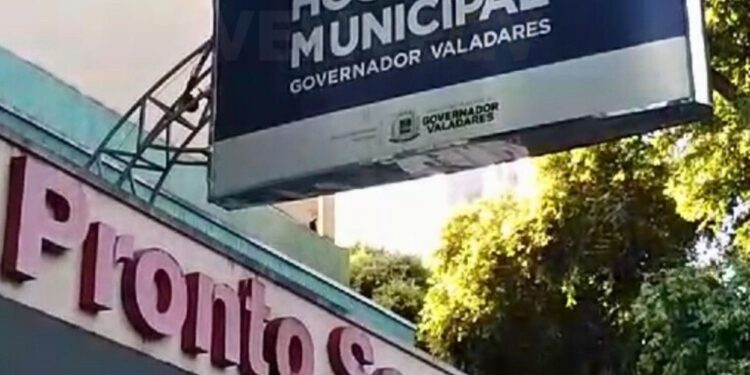 MUNICIPAL
GOVERNADOR VALADARES
GOVERNADOR
VALADARES
Pronto